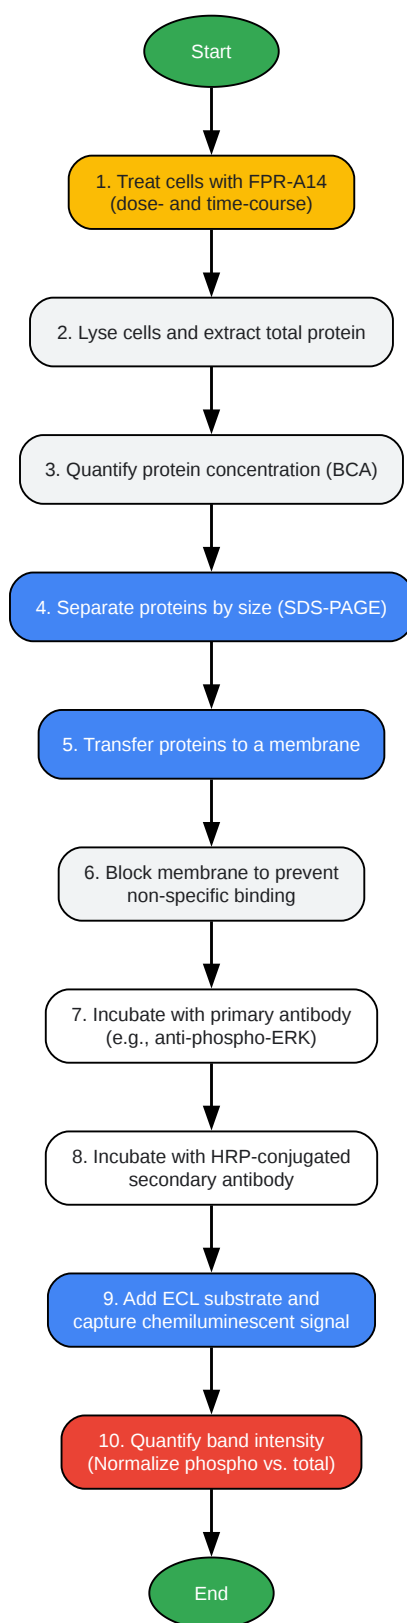 Start
1. Treat cells with FPR-A14
(dose- and time-course)
2. Lyse cells and extract total protein
3. Quantify protein concentration (BCA)
4. Separate proteins by size (SDS-PAGE)
5. Transfer proteins to a membrane
6. Block membrane to prevent
non-specific binding
7. Incubate with primary antibody
(e.g., anti-phospho-ERK)
8. Incubate with HRP-conjugated
secondary antibody
9. Add ECL substrate and
capture chemiluminescent signal
10. Quantify band intensity
(Normalize phospho vs. total)
End